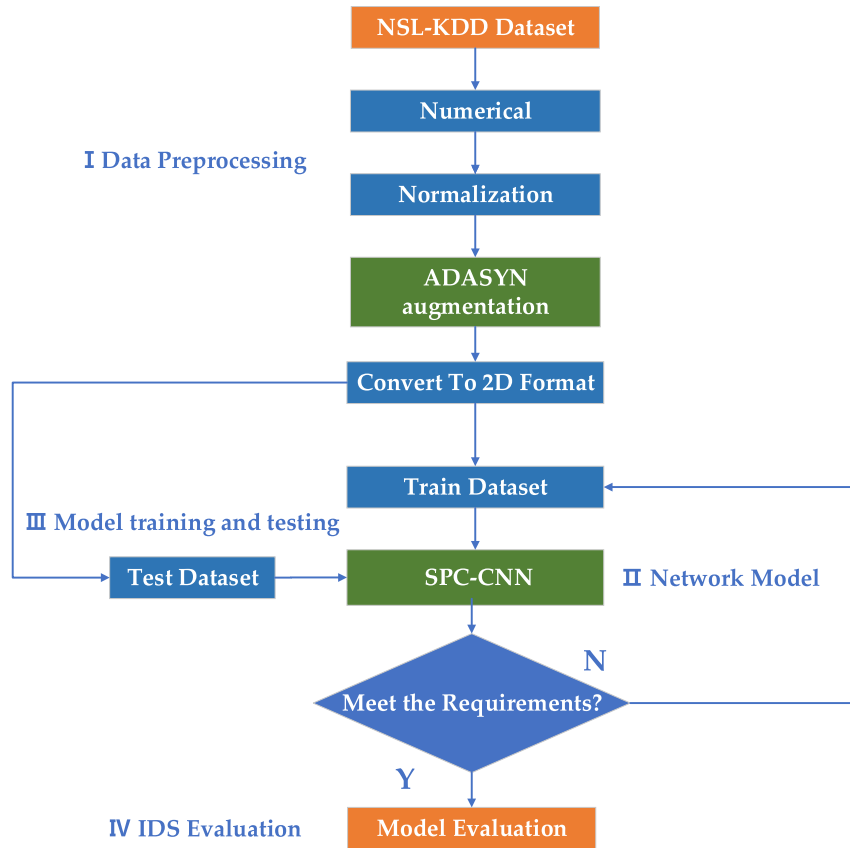 NSL-KDD Dataset
Numerical
Ⅰ Data Preprocessing
Normalization
ADASYN
augmentation
Convert To 2D Format
Train Dataset
Ⅲ Model training and testing
Test Dataset
SPC-CNN
Ⅱ Network Model
N
Meet the Requirements?
Y
Ⅳ IDS Evaluation
Model Evaluation